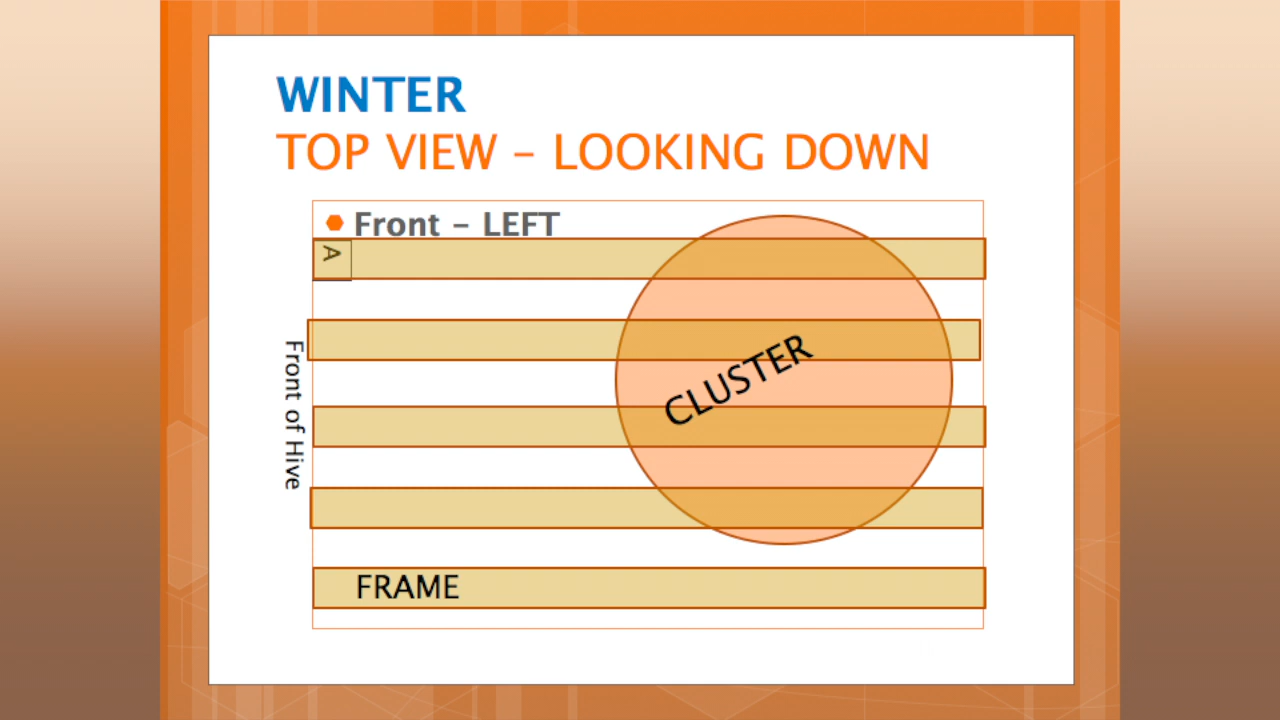 WINTER
TOP VIEW – LOOKING DOWN
Front – LEFT
A
Front of Hive
CLUSTER
FRAME